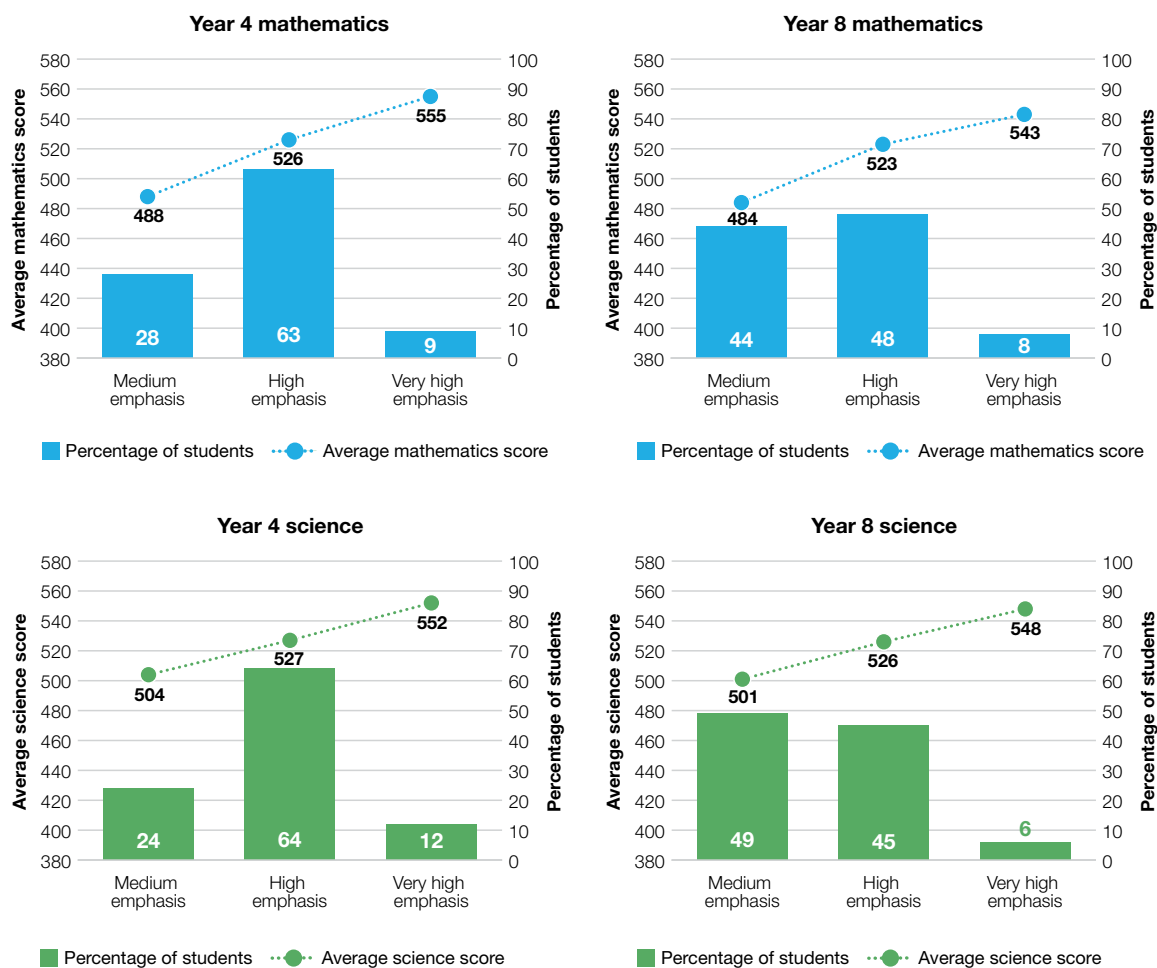 Year 4 mathematics
Average mathematics score
580
560
540
520
500
480
460
440
420
400
380
488
526
555
28
63
9
100
90
80
70
60
50
40
30
20
10
0
Percentage of students
Medium
emphasis
High
emphasis
Very high
emphasis
Percentage of students
Average mathematics score
Year 8 mathematics
Average mathematics score
580
560
540
520
500
480
460
440
420
400
380
484
523
543
44
48
8
100
90
80
70
60
50
40
30
20
10
0
Percentage of students
Medium
emphasis
High
emphasis
Very high
emphasis
Percentage of students
Average mathematics score
Year 4 science
Average science score
580
560
540
520
500
480
460
440
420
400
380
504
527
552
24
64
12
100
90
80
70
60
50
40
30
20
10
0
Percentage of students
Medium
emphasis
High
emphasis
Very high
emphasis
Percentage of students
Average science score
Year 8 science
Average science score
580
560
540
520
500
480
460
440
420
400
380
501
526
548
49
45
6
100
90
80
70
60
50
40
30
20
10
0
Percentage of students
Medium
emphasis
High
emphasis
Very high
emphasis
Percentage of students
Average science score